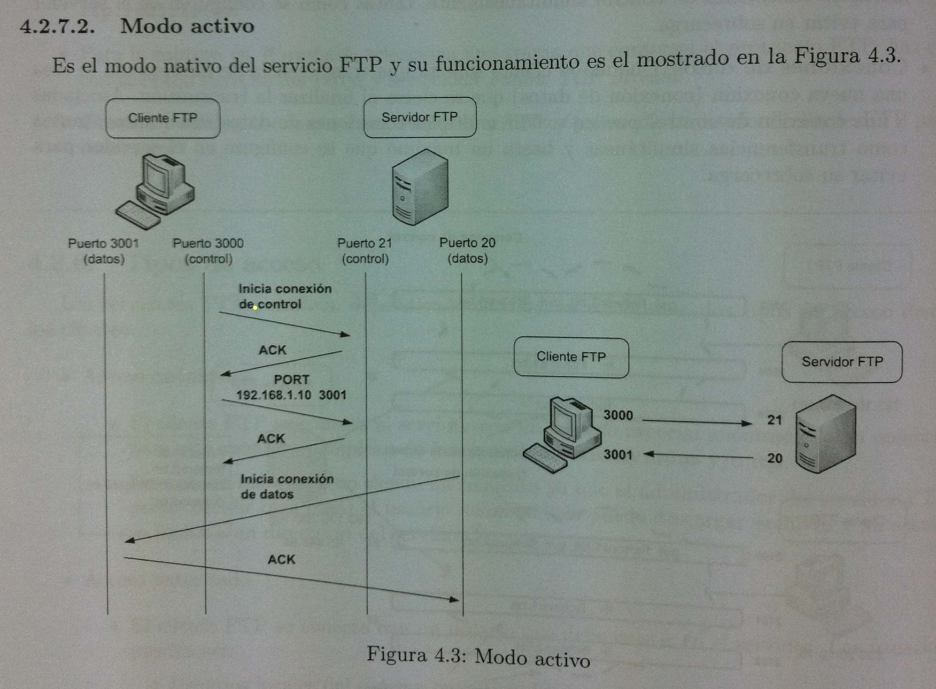 4.2.7.2. Modo activo
Es el modo nativo del servicio FTP y su funcionamiento es el mostrado en la Figura 4.3.
Cliente FTP
Servidor FTP
Puerto 3001
(datos)
Puerto 3000
(control)
Puerto 21
(control)
Puerto 20
(datos)
Inicia conexión
de control
ACK
PORT
192.168.1.10 3001
ACK
Inicia conexión
de datos
ACK
Cliente FTP
Servidor FTP
3000
21
3001
20
Figura 4.3: Modo activo